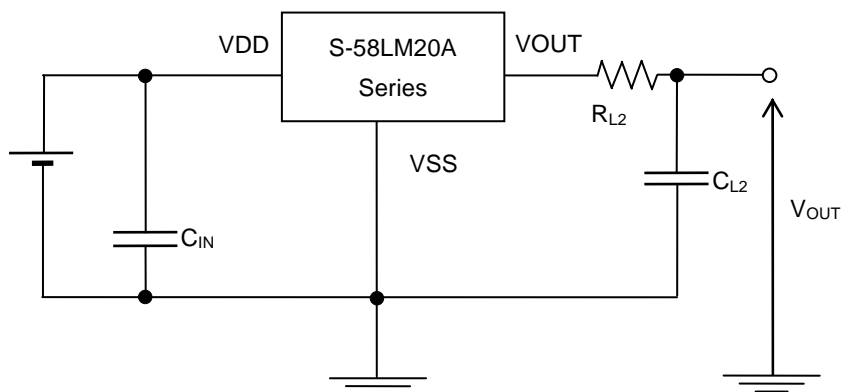 VDD
S-58LM20A
Series
VOUT
RL2
VSS
CL2
CIN
VOUT